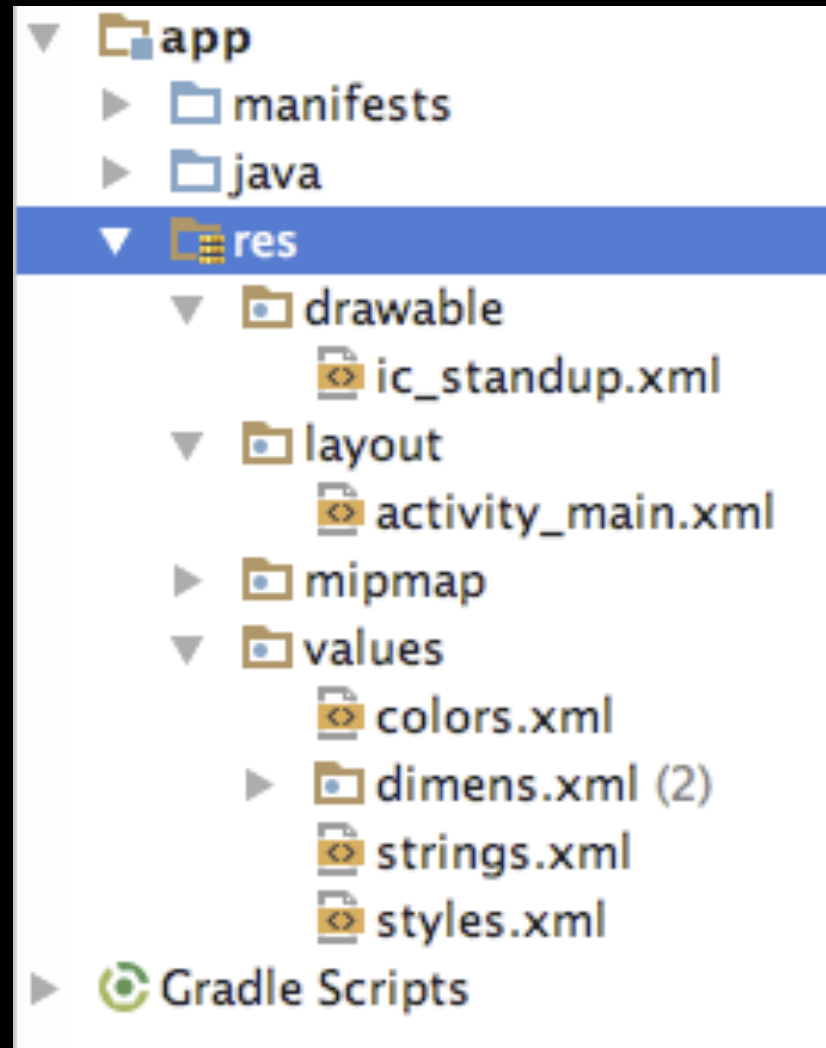 app
manifests
java
res
drawable
ic_standup.xml
layout
activity_main.xml
mipmap
values
colors.xml
dimens.xml (2)
strings.xml
styles.xml
Gradle Scripts